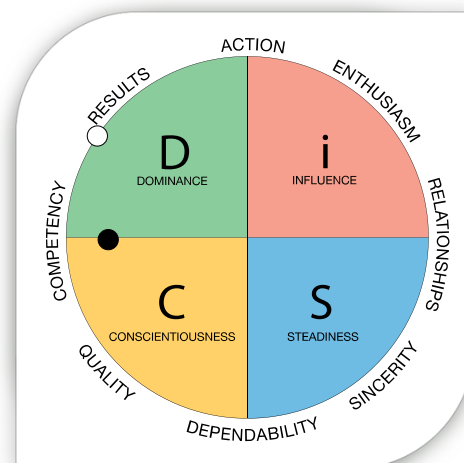 ACTION
ENTHUSIASM
RELATIONSHIPS
SINCERITY
DEPENDABILITY
QUALITY
COMPETENCY
RESULTS
D
DOMINANCE
i
INFLUENCE
C
CONSCIENTIOUSNESS
S
STEADINESS